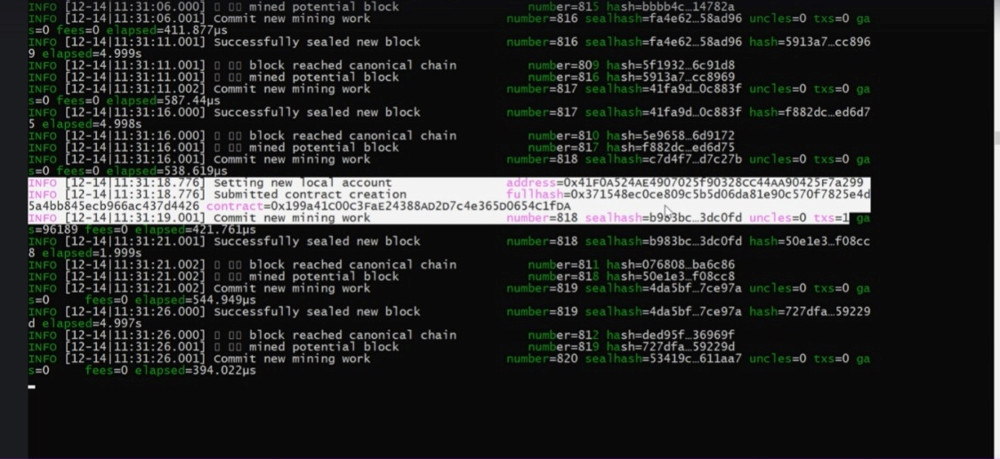 INFO [12-14|11:31:06.000] 🔨 mined potential block number=815 hash=bbbb4c…14782a
INFO [12-14|11:31:06.000] Commit new mining work number=816 sealhash=fa4e62…58ad96 uncles=0 txs=0 ga
s=0 fees=0 elapsed=411.877µs
INFO [12-14|11:31:11.001] Successfully sealed new block number=816 sealhash=fa4e62…58ad96 hash=5913a7…cc896
9 elapsed=4.999s
INFO [12-14|11:31:11.001] block reached canonical chain number=809 hash=5f1932…6c91d8
INFO [12-14|11:31:11.001] mined potential block number=816 hash=5913a7…cc8969
INFO [12-14|11:31:11.002] Commit new mining work number=817 sealhash=41fa9d…0c883f uncles=0 txs=0 ga
s=0 fees=0 elapsed=587.44µs
INFO [12-14|11:31:16.000] Successfully sealed new block number=817 sealhash=41fa9d…0c883f hash=f882dc…ed6d7
5 elapsed=4.998s
INFO [12-14|11:31:16.000] block reached canonical chain number=810 hash=5e9658…6d9172
INFO [12-14|11:31:16.001] mined potential block number=817 hash=f882dc…ed6d75
INFO [12-14|11:31:16.001] Commit new mining work number=818 sealhash=c7d4f7…d7c27b uncles=0 txs=0 ga
s=0 fees=0 elapsed=538.619µs
INFO [12-14|11:31:18.776] Setting new local account address=0x41F0A524AE4907025f90328cc44AA90425F7a299
INFO [12-14|11:31:18.776] Submitted contract creation fullhash=0x371548ec0ce809c5b5d06da81e90c570f7825e4d
5a4bb845ecb966ac437d4426 contract=0x199a41C00C3FaE24388AD2D7c4e365D0654C1fDA
INFO [12-14|11:31:19.001] Commit new mining work number=818 sealhash=b983bc…3dc0fd uncles=0 txs=1 ga
s=96189 fees=0 elapsed=421.761µs
INFO [12-14|11:31:21.001] Successfully sealed new block number=818 sealhash=b983bc…3dc0fd hash=50e1e3…f08cc
8 elapsed=1.999s
INFO [12-14|11:31:21.002] block reached canonical chain number=811 hash=076808…ba6c86
INFO [12-14|11:31:21.002] mined potential block number=818 hash=50e1e3…f08cc8
INFO [12-14|11:31:21.002] Commit new mining work number=819 sealhash=4da5bf…7ce97a uncles=0 txs=0 ga
s=0 fees=0 elapsed=544.949µs
INFO [12-14|11:31:26.000] Successfully sealed new block number=819 sealhash=4da5bf…7ce97a hash=727dfa…59229
d elapsed=4.997s
INFO [12-14|11:31:26.000] block reached canonical chain number=812 hash=ded95f…36969f
INFO [12-14|11:31:26.001] mined potential block number=819 hash=727dfa…59229d
INFO [12-14|11:31:26.001] Commit new mining work number=820 sealhash=53419c…611aa7 uncles=0 txs=0 ga
s=0 fees=0 elapsed=394.022µs